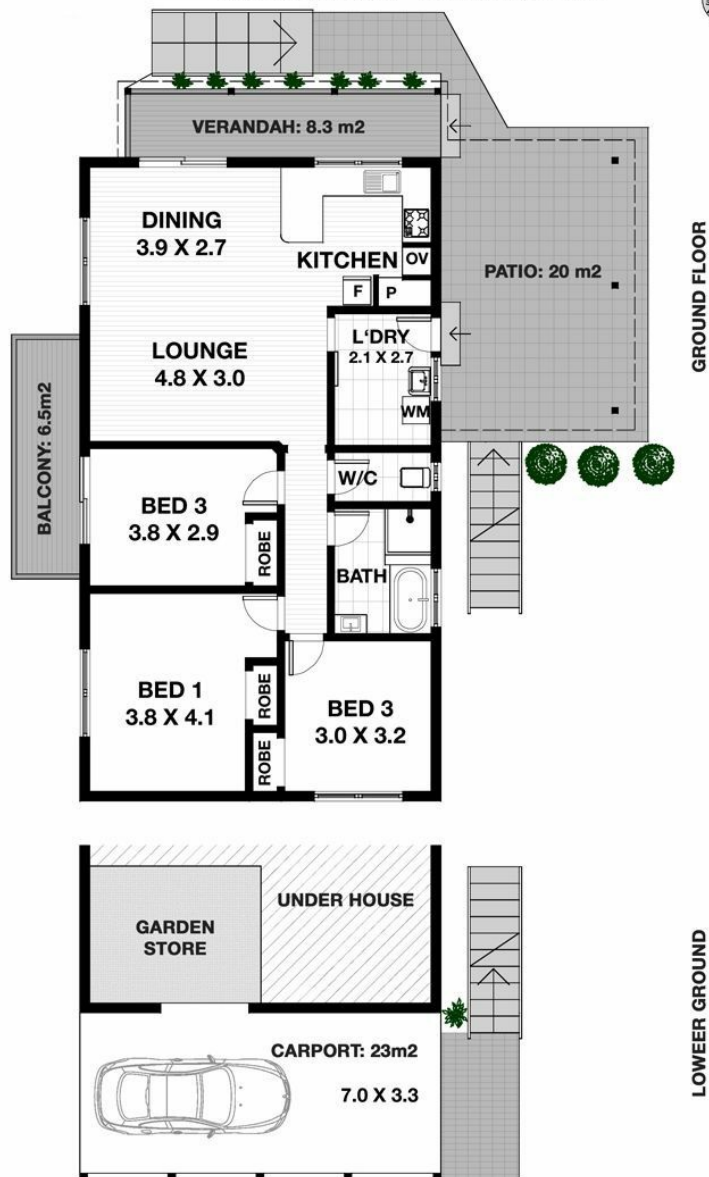 VERANDAH: 8.3 m2
DINING
3.9 X 2.7
KITCHEN
OV
F
P
PATIO: 20 m2
GROUND FLOOR
LOUNGE
4.8 X 3.0
L'DRY
2.1 X 2.7
WM
BALCONY: 6.5m2
W/C
BED 3
3.8 X 2.9
ROBE
BATH
BED 1
3.8 X 4.1
ROBE
BED 3
3.0 X 3.2
ROBE
UNDER HOUSE
GARDEN
STORE
LOWEER GROUND
CARPORT: 23m2
7.0 X 3.3